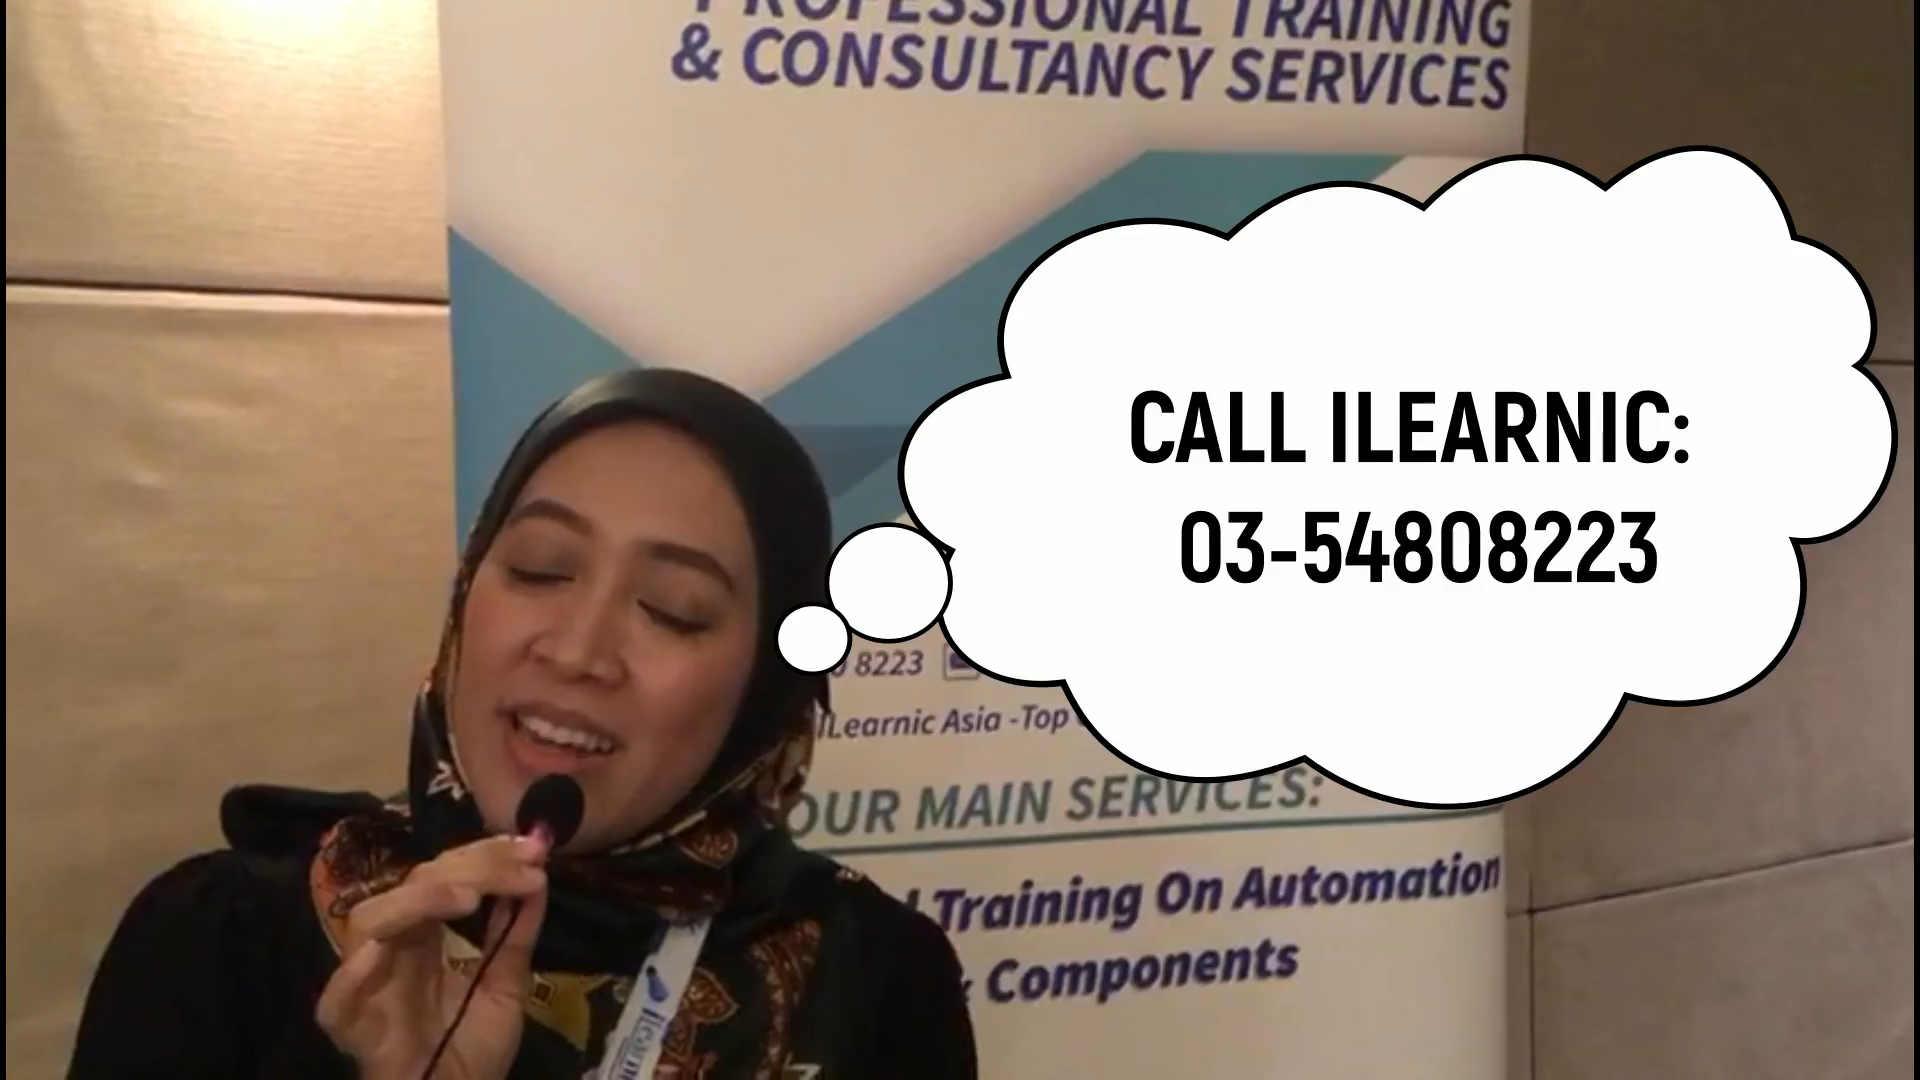 PROFESSIONAL TRAINING
& CONSULTANCY SERVICES
CALL ILEARNIC:
03-54808223
8223
ILearnic Asia -Top
OUR MAIN SERVICES:
Training On Automation
& Components